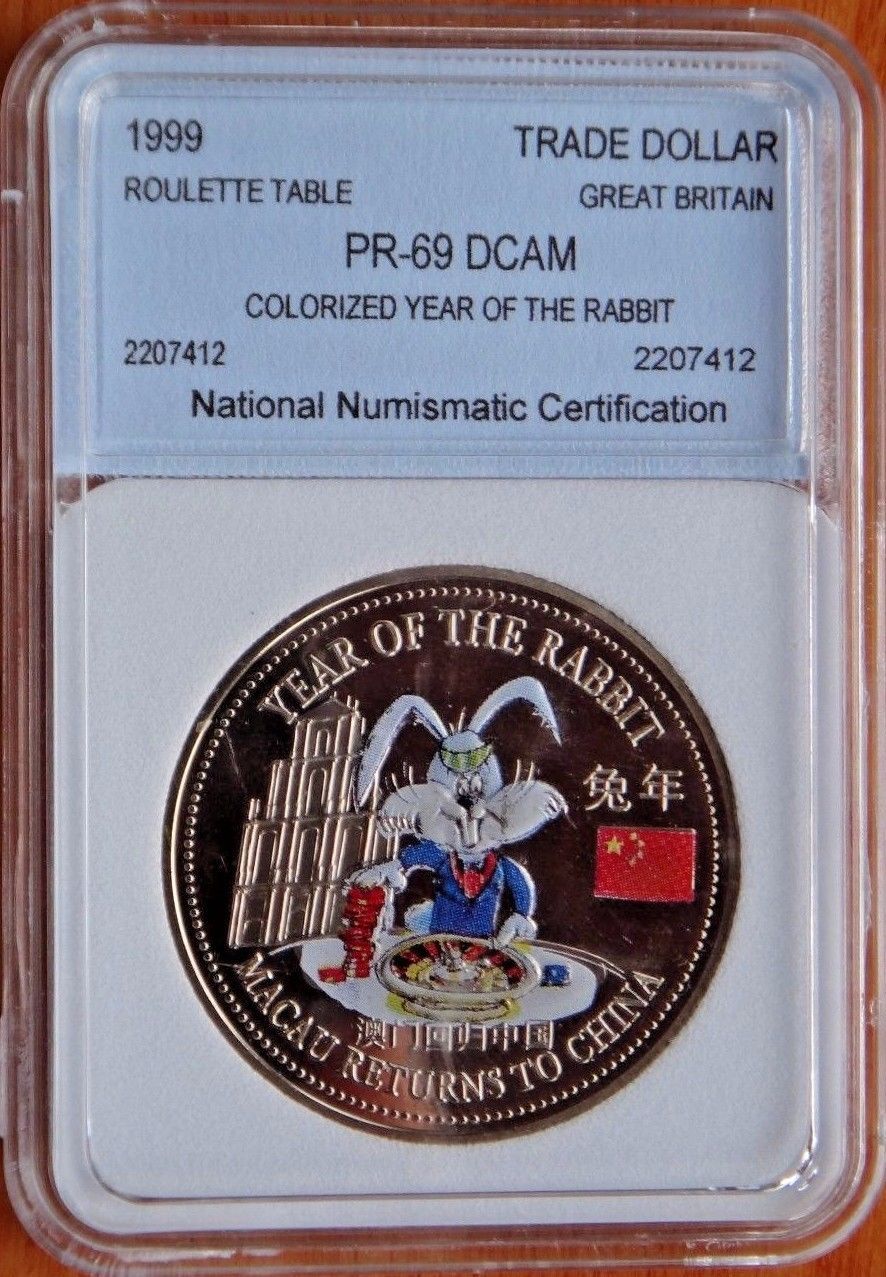 1999 TRADE DOLLAR
ROULETTE TABLE GREAT BRITAIN
PR-69 DCAM
COLORIZED YEAR OF THE RABBIT
2207412 2207412
National Numismatic Certification
YEAR OF THE RABBIT
兔年
澳门回归中国
MACAU RETURNS TO CHINA